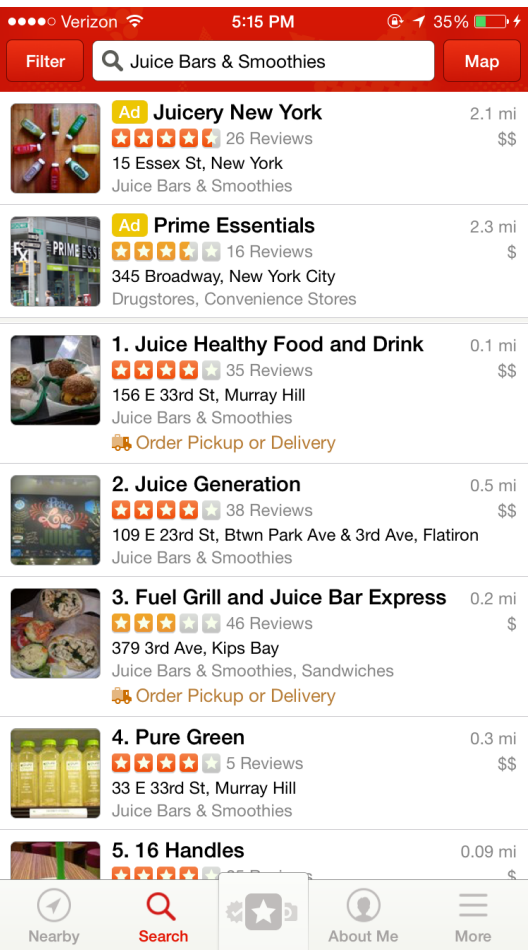 Verizon 5:15 PM 35%
Filter Juice Bars & Smoothies Map
Ad Juicery New York 2.1 mi
26 Reviews $$
15 Essex St, New York
Juice Bars & Smoothies
Ad Prime Essentials 2.3 mi
16 Reviews $
345 Broadway, New York City
Drugstores, Convenience Stores
1. Juice Healthy Food and Drink 0.1 mi
35 Reviews $$
156 E 33rd St, Murray Hill
Juice Bars & Smoothies
Order Pickup or Delivery
2. Juice Generation 0.5 mi
38 Reviews $$
109 E 23rd St, Btwn Park Ave & 3rd Ave, Flatiron
Juice Bars & Smoothies
3. Fuel Grill and Juice Bar Express 0.2 mi
46 Reviews $
379 3rd Ave, Kips Bay
Juice Bars & Smoothies, Sandwiches
Order Pickup or Delivery
4. Pure Green 0.3 mi
5 Reviews $$
33 E 33rd St, Murray Hill
Juice Bars & Smoothies
5. 16 Handles 0.09 mi
Nearby Search About Me More